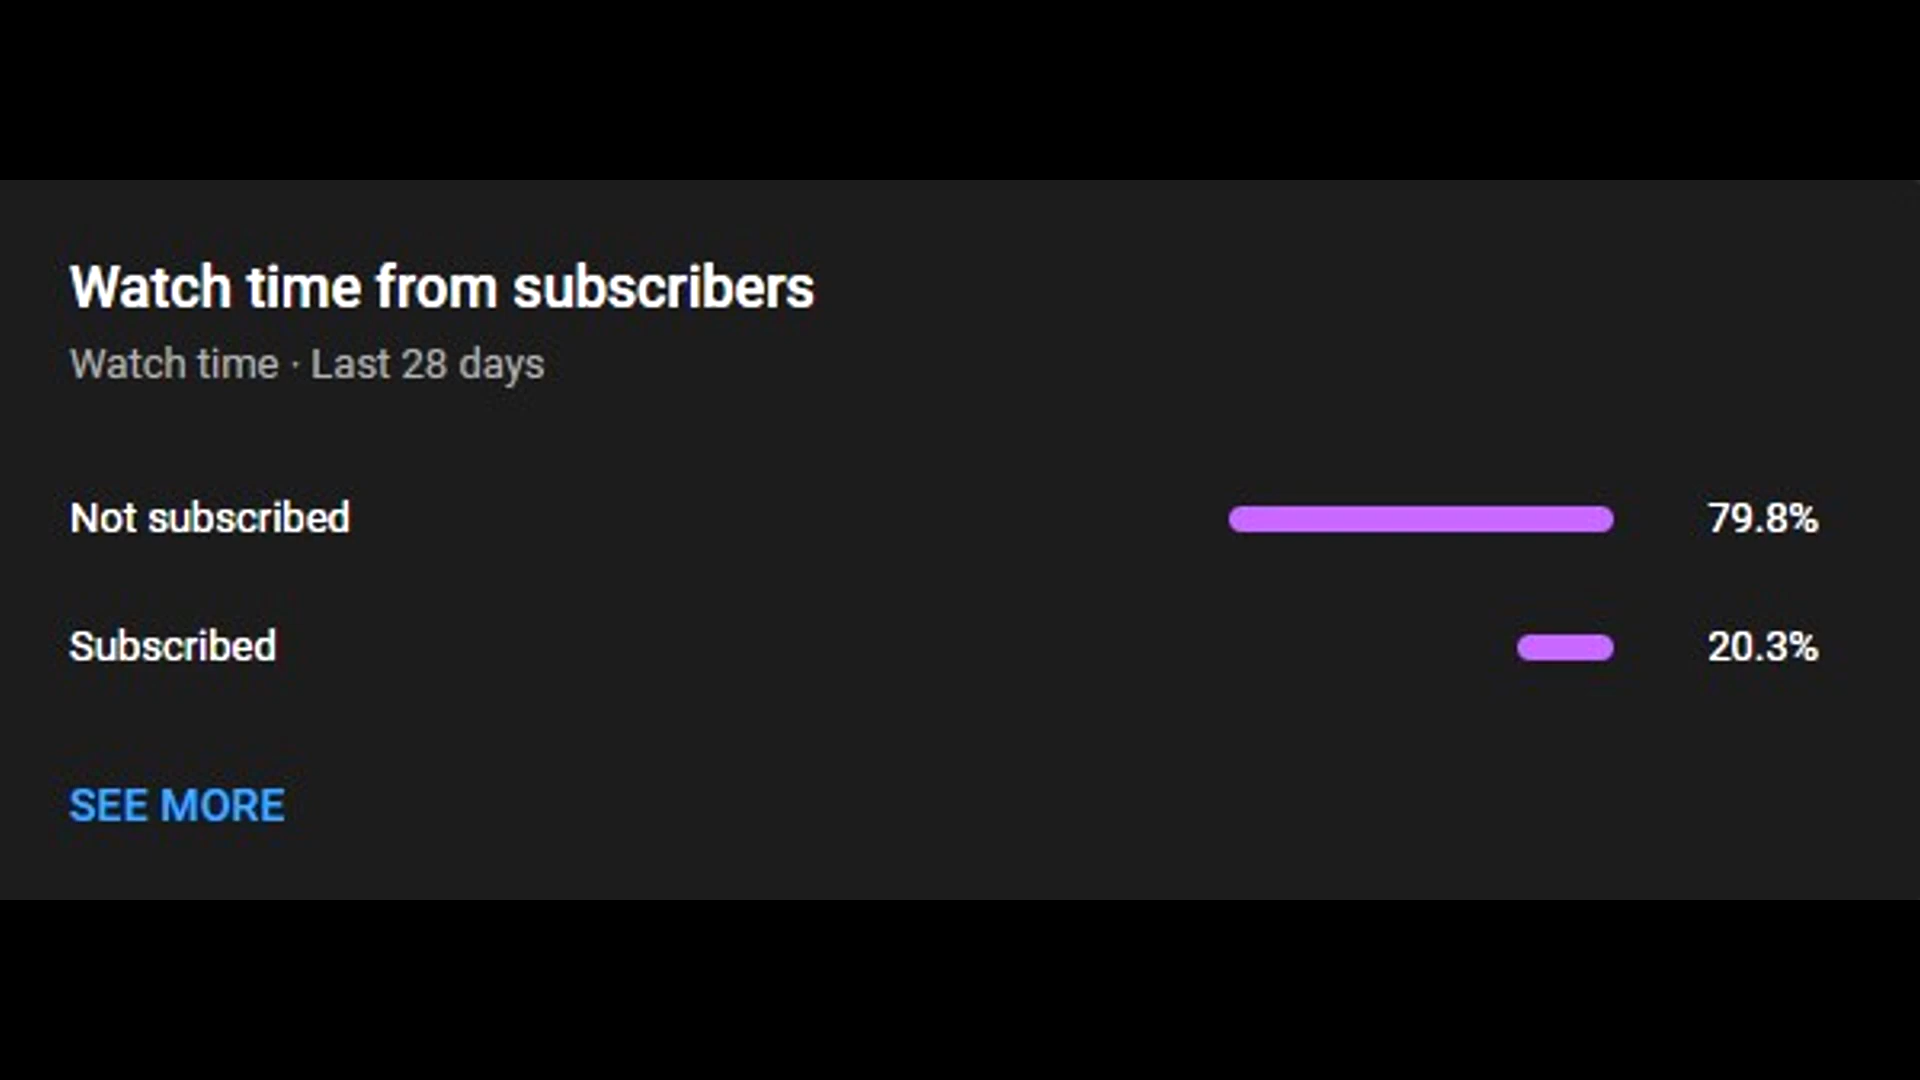 Watch time from subscribers
Watch time · Last 28 days
Not subscribed 79.8%
Subscribed 20.3%
SEE MORE